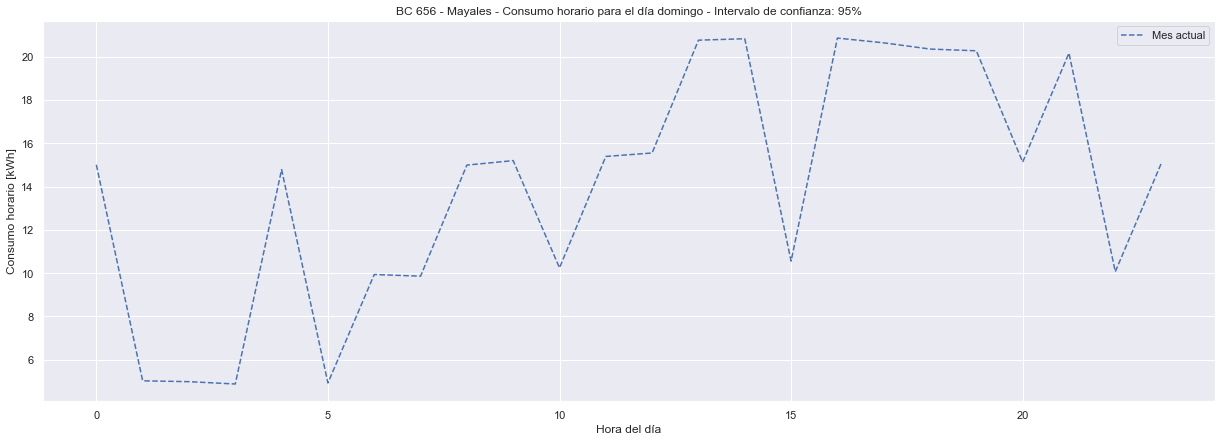 BC 656 - Mayales - Consumo horario para el día domingo - Intervalo de confianza: 95%
Mes actual
Consumo horario [kWh]
20
18
16
14
12
10
8
6
0 5 10 15 20
Hora del día